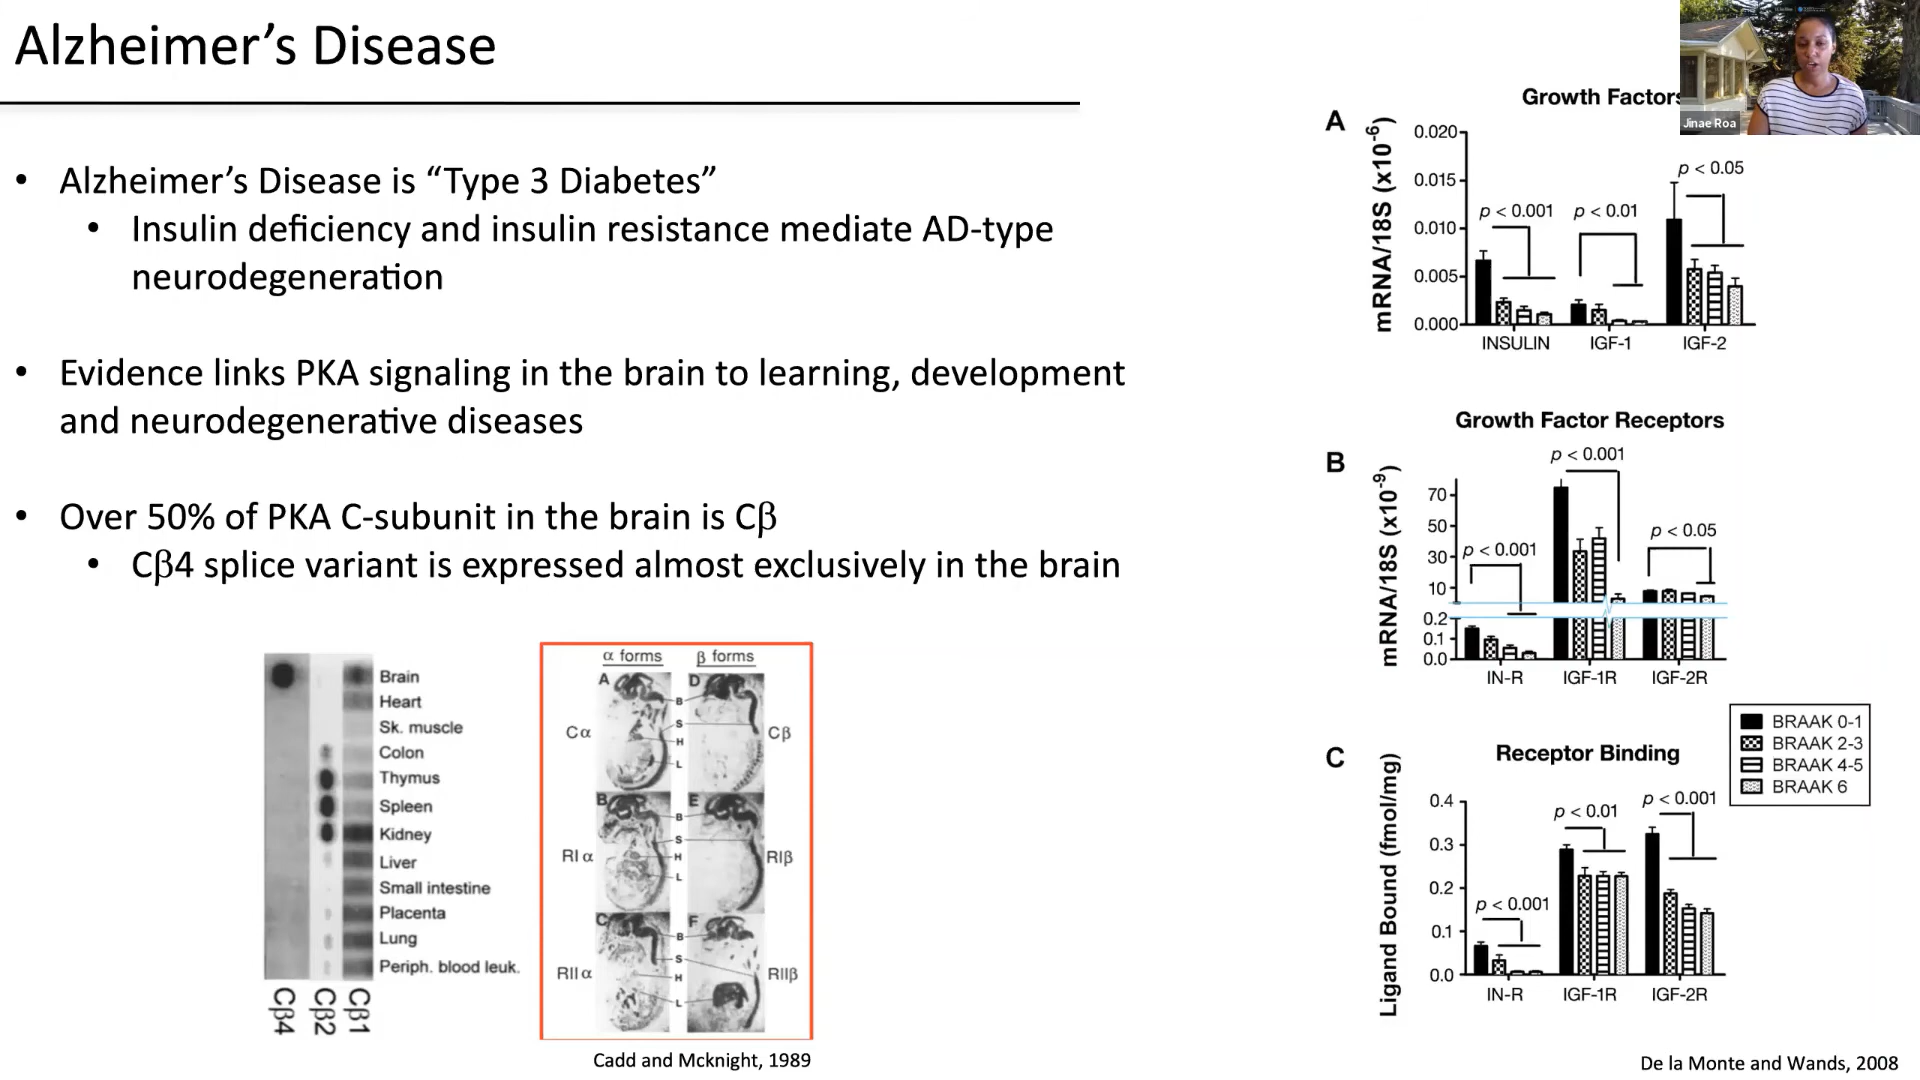 Alzheimer’s Disease
• Alzheimer’s Disease is “Type 3 Diabetes”
• Insulin deficiency and insulin resistance mediate AD-type
neurodegeneration
• Evidence links PKA signaling in the brain to learning, development
and neurodegenerative diseases
• Over 50% of PKA C-subunit in the brain is Cβ
• Cβ4 splice variant is expressed almost exclusively in the brain
Brain
Heart
Sk. muscle
Colon
Thymus
Spleen
Kidney
Liver
Small intestine
Placenta
Lung
Periph. blood leuk.
Cβ4 Cβ2 Cβ1
α forms β forms
A D
B
S
Cα Cβ
H
L
B E
B
S
RIα RIβ
H
L
C F
B
S
RIIα RIIβ
H
L
Cadd and Mcknight, 1989
Jinae Roa
Growth Factors
A
mRNA/18S (x10-6)
0.020
0.015
0.010
0.005
0.000
p < 0.001 p < 0.01 p < 0.05
INSULIN IGF-1 IGF-2
Growth Factor Receptors
B
mRNA/18S (x10-9)
70
50
30
10
0.2
0.1
0.0
p < 0.001 p < 0.001 p < 0.05
IN-R IGF-1R IGF-2R
BRAAK 0-1
BRAAK 2-3
BRAAK 4-5
BRAAK 6
Receptor Binding
C
Ligand Bound (fmol/mg)
0.4
0.3
0.2
0.1
0.0
p < 0.001 p < 0.01 p < 0.001
IN-R IGF-1R IGF-2R
De la Monte and Wands, 2008